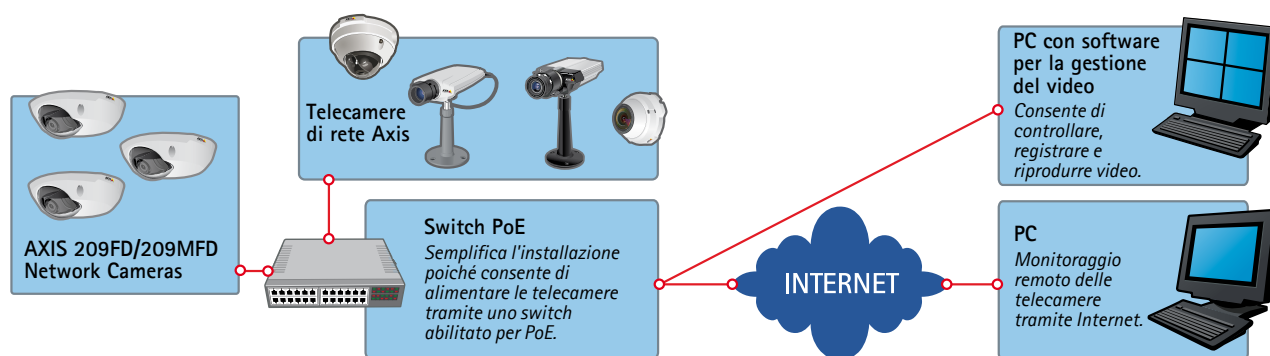 AXIS 209FD/209MFD
Network Cameras
Telecamere
di rete Axis
Switch PoE
Semplifica l'installazione
poiché consente di
alimentare le telecamere
tramite uno switch
abilitato per PoE.
INTERNET
PC con software
per la gestione
del video
Consente di
controllare,
registrare e
riprodurre video.
PC
Monitoraggio
remoto delle
telecamere
tramite Internet.